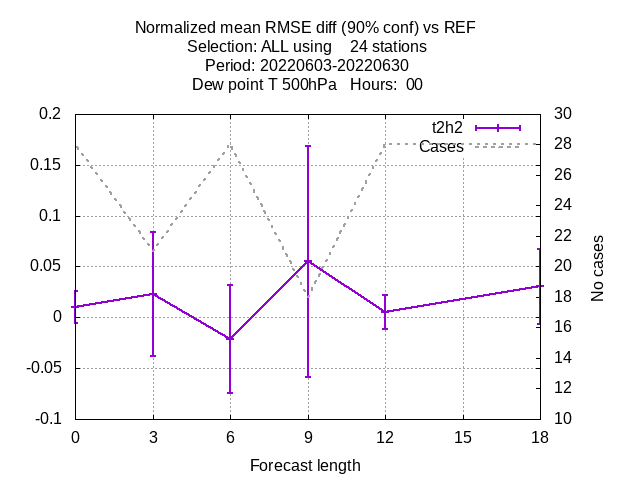 Normalized mean RMSE diff (90% conf) vs REF
Selection: ALL using    24 stations
Period: 20220603-20220630
Dew point T 500hPa   Hours:  00
0.2
0.15
0.1
0.05
0
-0.05
-0.1
t2h2
Cases
30
28
26
24
22
20
18
16
14
12
10
No cases
0 3 6 9 12 15 18
Forecast length